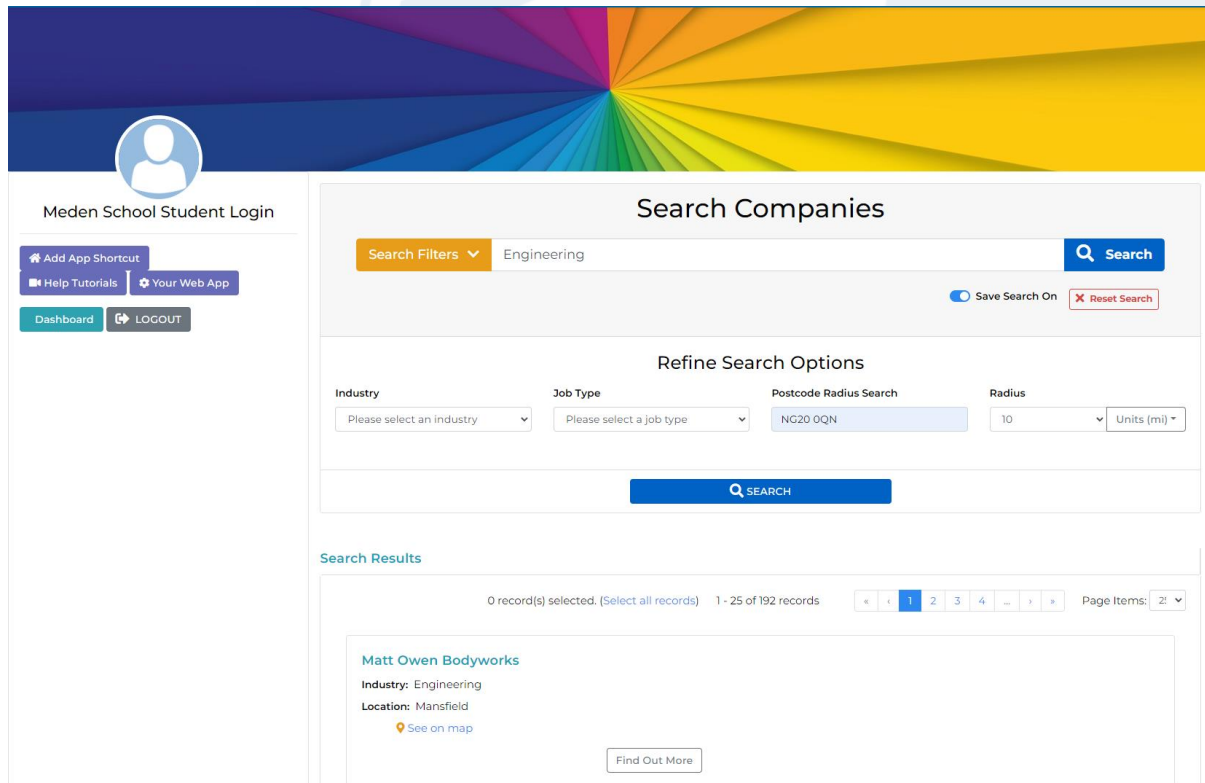 Meden School Student Login
Add App Shortcut
Help Tutorials Your Web App
Dashboard LOGOUT
Search Companies
Search Filters Engineering Search
Save Search On Reset Search
Refine Search Options
Industry Job Type Postcode Radius Search Radius
Please select an industry Please select a job type NG20 0QN 10 Units (mi)
SEARCH
Search Results
0 record(s) selected. (Select all records) 1 - 25 of 192 records « ‹ 1 2 3 4 ... › » Page Items:
Matt Owen Bodyworks
Industry: Engineering
Location: Mansfield
See on map
Find Out More